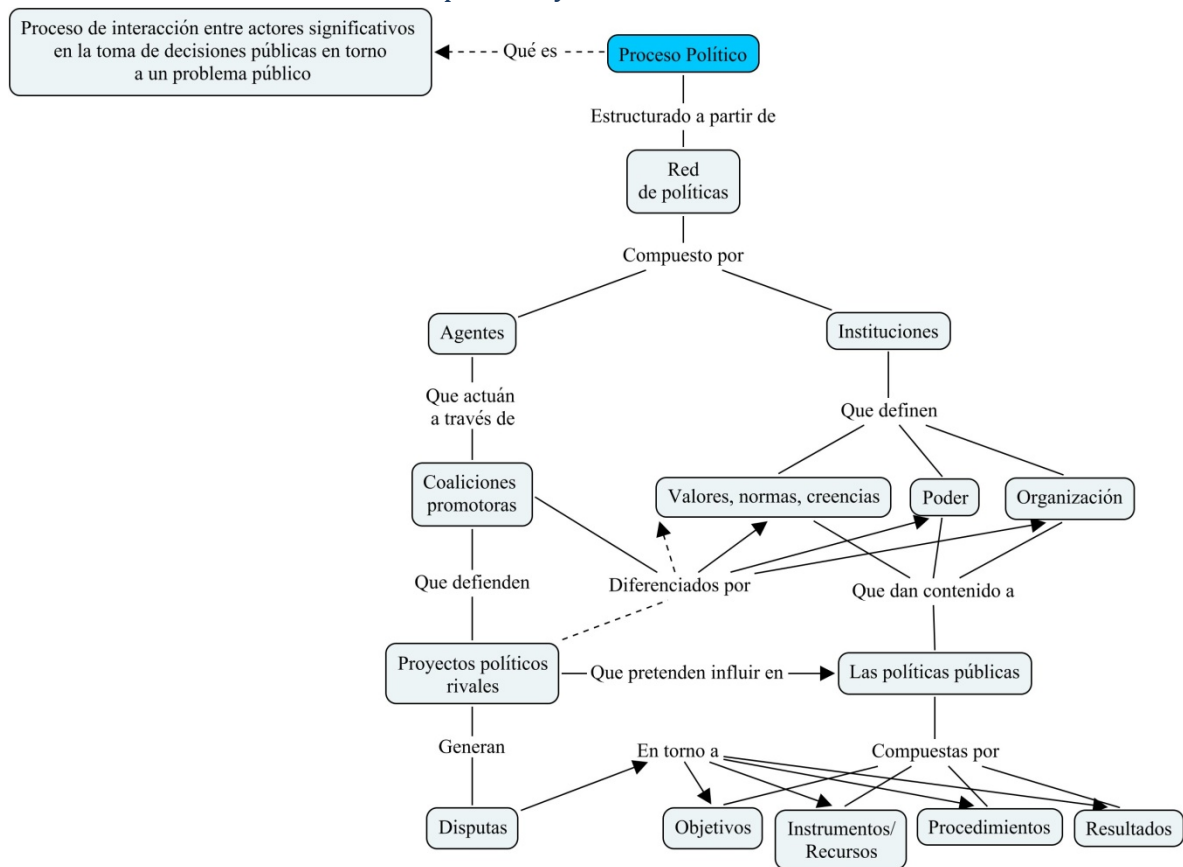 Proceso de interacción entre actores significativos
en la toma de decisiones públicas en torno
a un problema público
Qué es
Proceso Político
Estructurado a partir de
Red
de políticas
Compuesto por
Agentes
Instituciones
Que actúan
a través de
Que definen
Coaliciones
promotoras
Valores, normas, creencias
Poder
Organización
Que defienden
Diferenciados por
Que dan contenido a
Proyectos políticos
rivales
Que pretenden influir en
Las políticas públicas
Generan
En torno a
Compuestas por
Disputas
Objetivos
Instrumentos/
Recursos
Procedimientos
Resultados